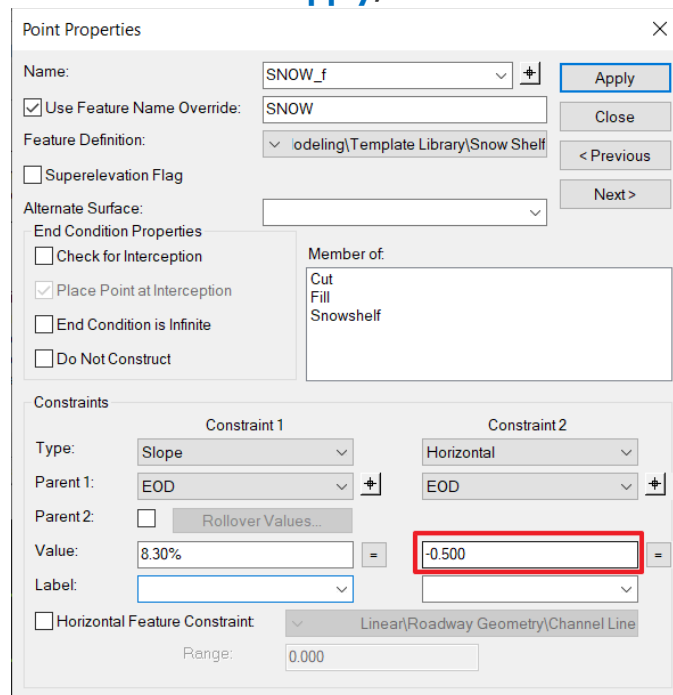 pply,
Point Properties
Name:
SNOW_f
Apply
Use Feature Name Override:
SNOW
Close
Feature Definition:
lodeling\Template Library\Snow Shelf
< Previous
Superelevation Flag
Next >
Alternate Surface:
End Condition Properties
Check for Interception
Member of:
Place Point at Interception
Cut
Fill
Snowshelf
End Condition is Infinite
Do Not Construct
Constraints
Constraint 1 Constraint 2
Type: Slope Horizontal
Parent 1: EOD EOD
Parent 2: Rollover Values...
Value: 8.30% = -0.500 =
Label:
Horizontal Feature Constraint: Linear\Roadway Geometry\Channel Line
Range: 0.000